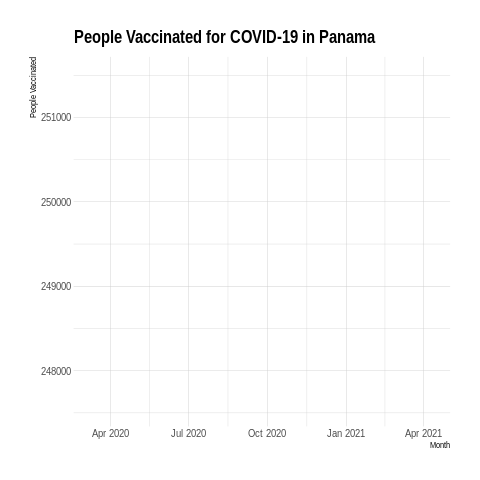 People Vaccinated for COVID-19 in Panama
People Vaccinated
251000
250000
249000
248000
Apr 2020
Jul 2020
Oct 2020
Jan 2021
Apr 2021
Month